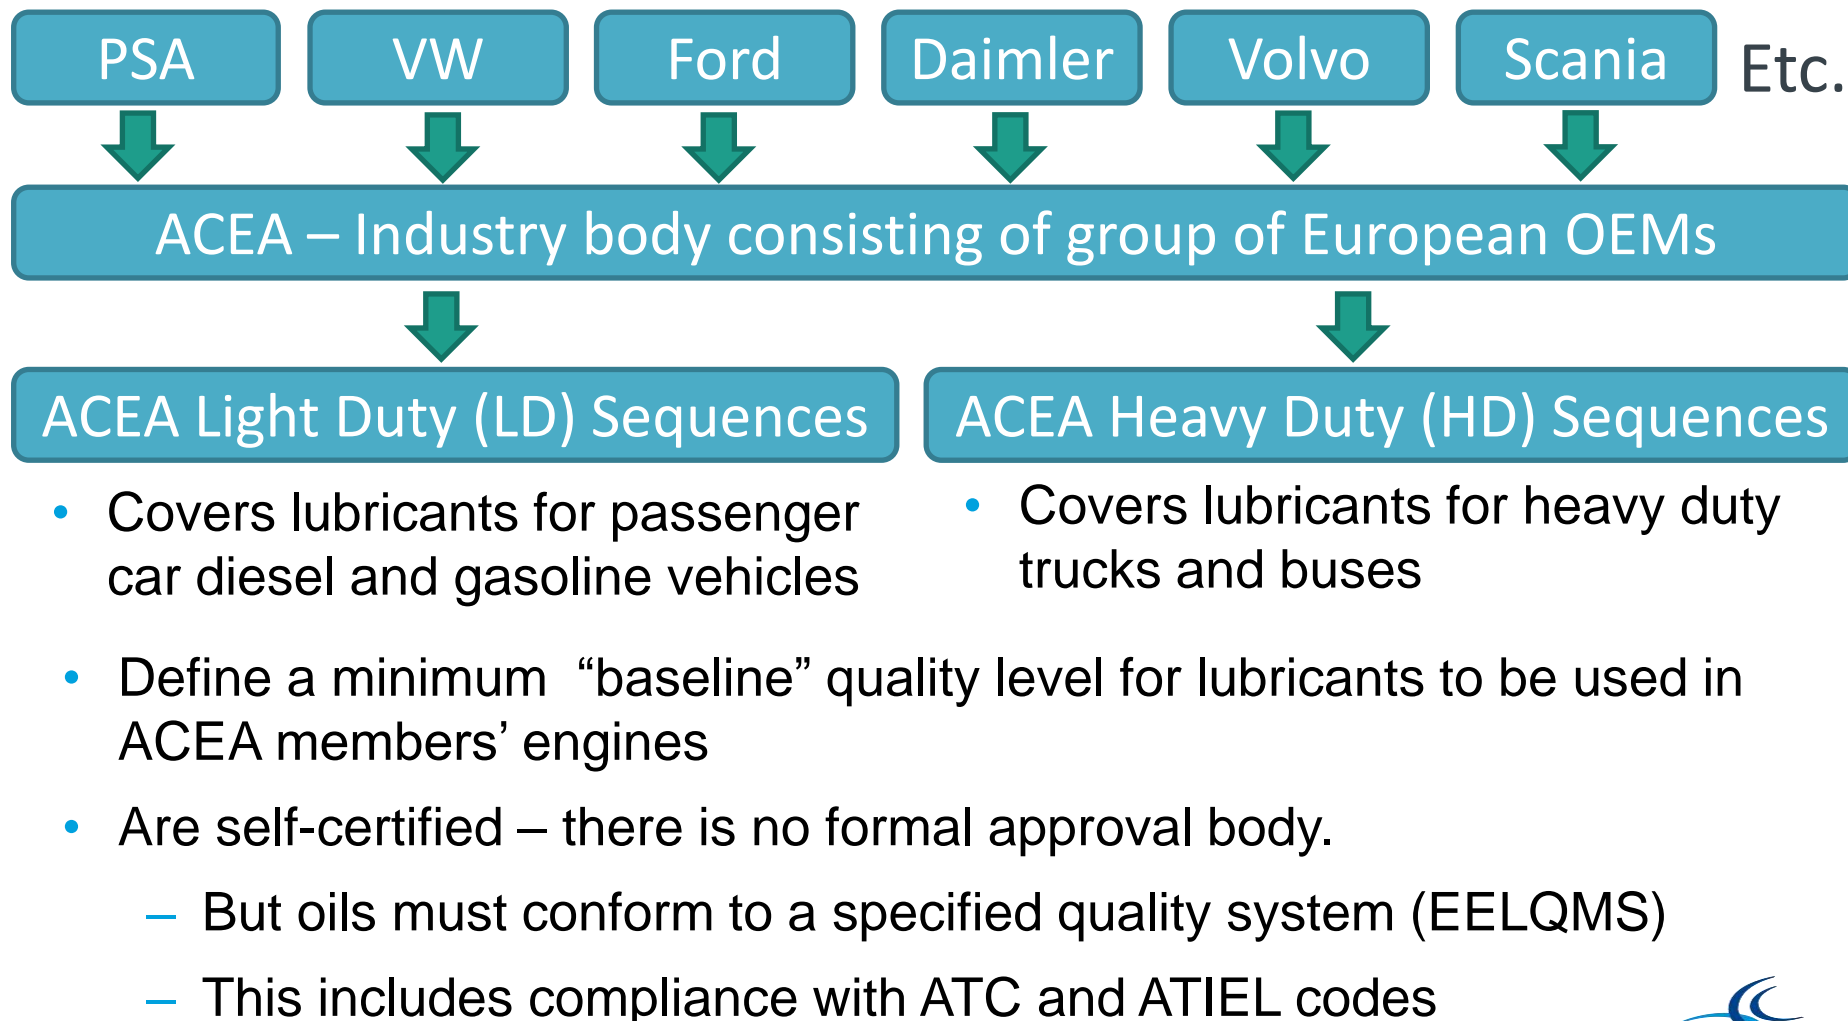 PSA
VW
Ford
Daimler
Volvo
Scania
Etc.
ACEA – Industry body consisting of group of European OEMs
ACEA Light Duty (LD) Sequences
ACEA Heavy Duty (HD) Sequences
• Covers lubricants for passenger
car diesel and gasoline vehicles
• Covers lubricants for heavy duty
trucks and buses
• Define a minimum “baseline” quality level for lubricants to be used in
ACEA members’ engines
• Are self-certified – there is no formal approval body.
– But oils must conform to a specified quality system (EELQMS)
– This includes compliance with ATC and ATIEL codes